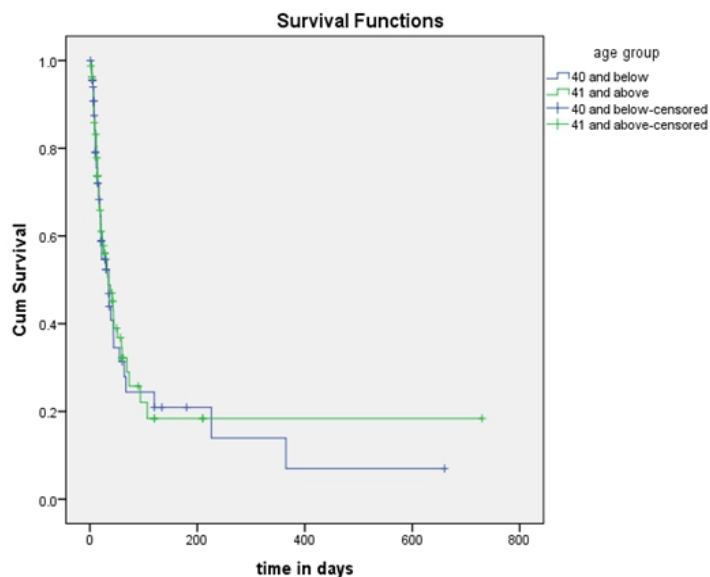 Survival Functions
age group
40 and below
41 and above
40 and below-censored
41 and above-censored
Cum Survival
1.0
0.8
0.6
0.4
0.2
0.0
0 200 400 600 800
time in days